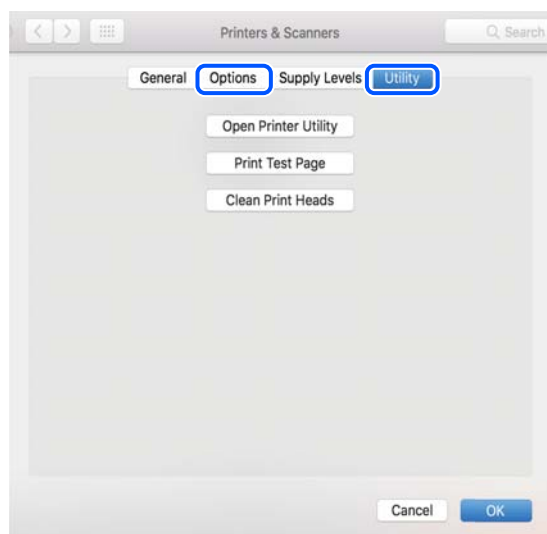 Printers & Scanners Search
General Options Supply Levels Utility
Open Printer Utility
Print Test Page
Clean Print Heads
Cancel OK